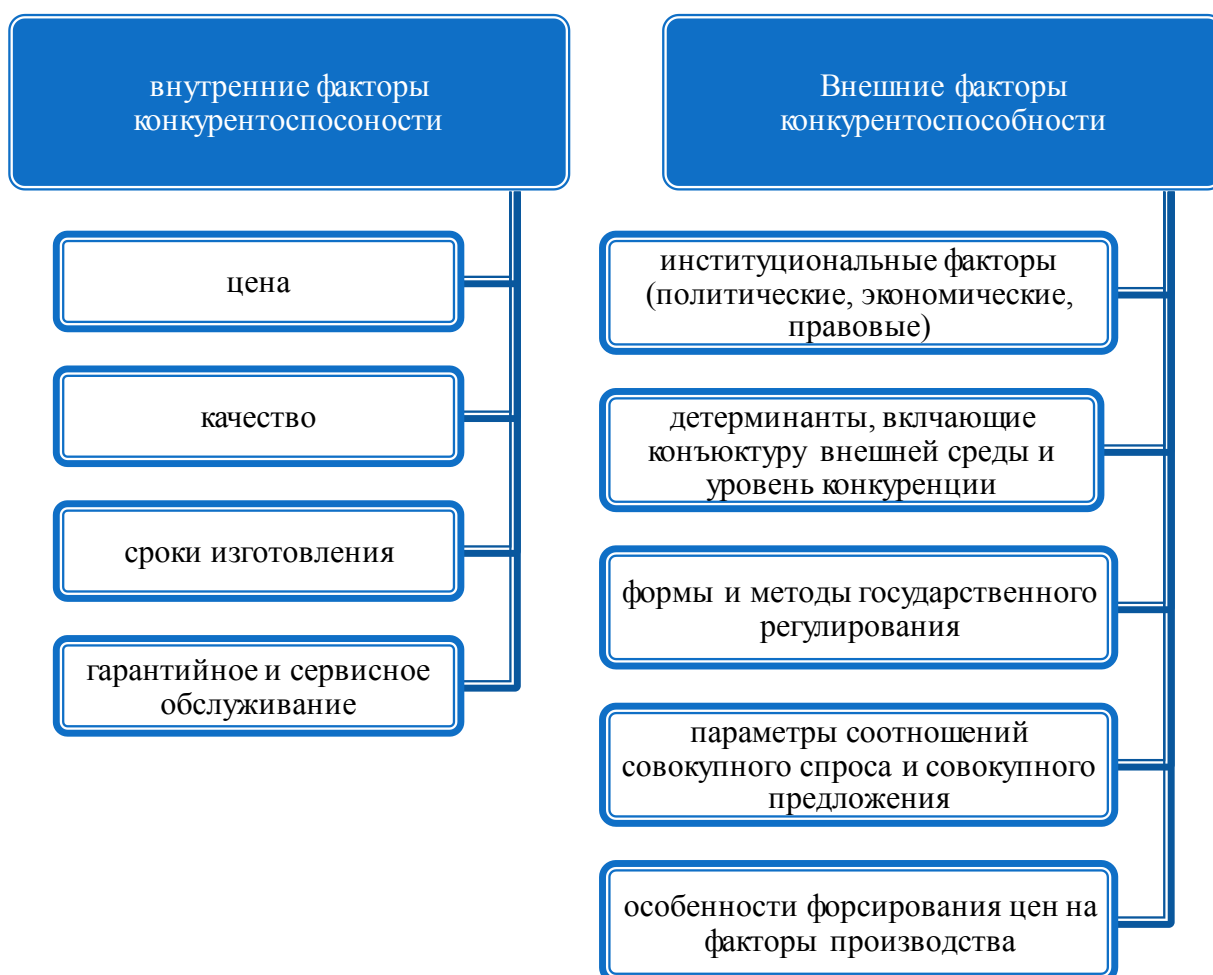 внутренние факторы
конкурентоспосоности
цена
качество
сроки изготовления
гарантийное и сервисное
обслуживание
Внешние факторы
конкурентоспособности
институциональные факторы
(политические, экономические,
правовые)
детерминанты, вклчающие
конъюктуру внешней среды и
уровень конкуренции
формы и методы государственного
регулирования
параметры соотношений
совокупного спроса и совокупного
предложения
особенности форсирования цен на
факторы производства